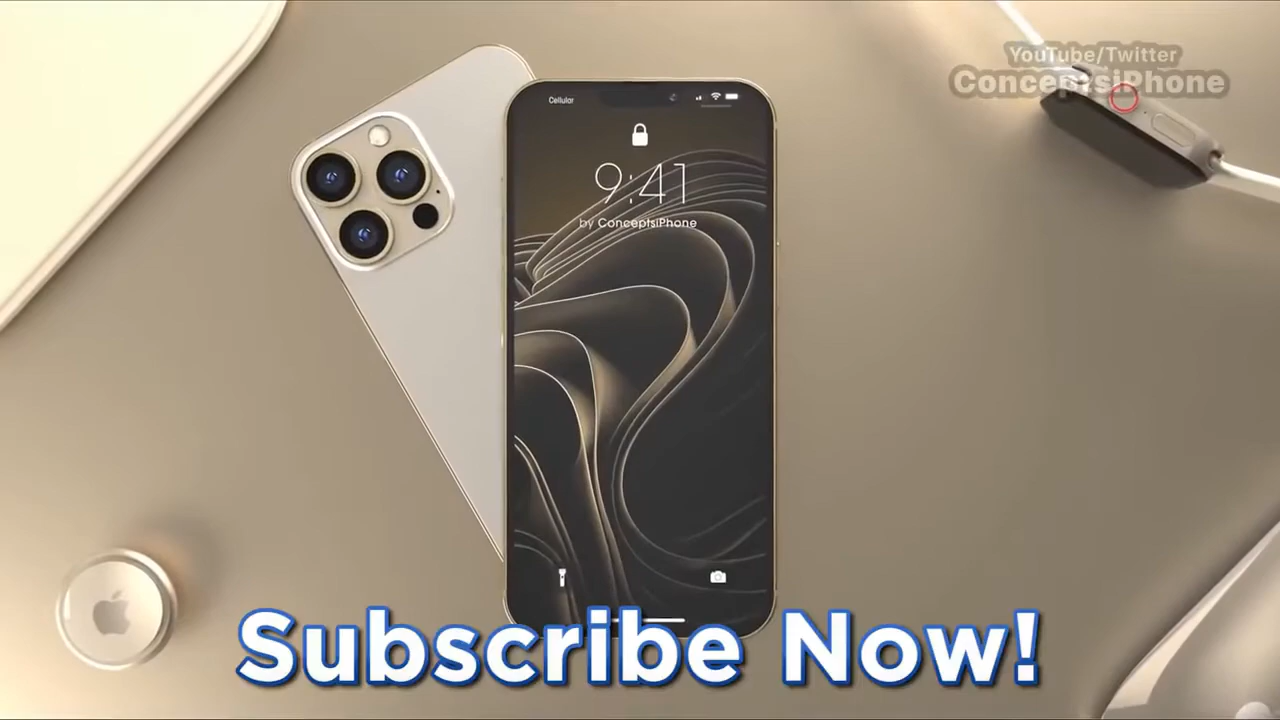 YouTube/Twitter
ConceptsiPhone
Cellular
9:41
by ConceptsiPhone
Subscribe Now!